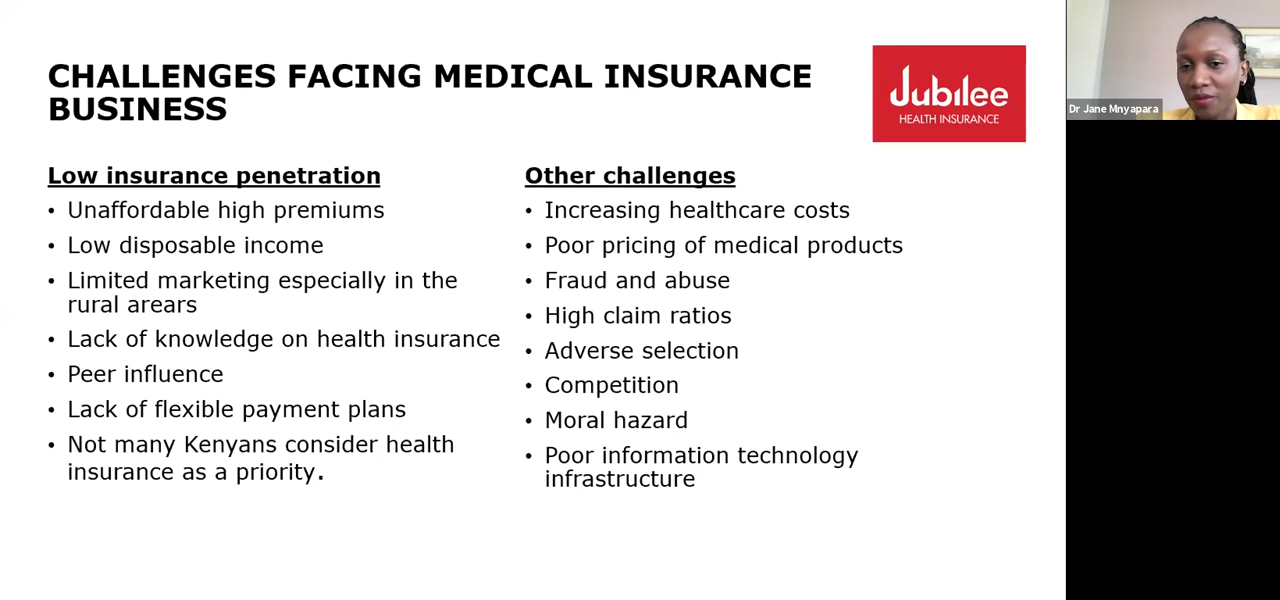 CHALLENGES FACING MEDICAL INSURANCE
BUSINESS
Jubilee
HEALTH INSURANCE
Dr Jane Mnyapara
Low insurance penetration
• Unaffordable high premiums
• Low disposable income
• Limited marketing especially in the
rural arears
• Lack of knowledge on health insurance
• Peer influence
• Lack of flexible payment plans
• Not many Kenyans consider health
insurance as a priority.
Other challenges
• Increasing healthcare costs
• Poor pricing of medical products
• Fraud and abuse
• High claim ratios
• Adverse selection
• Competition
• Moral hazard
• Poor information technology
infrastructure